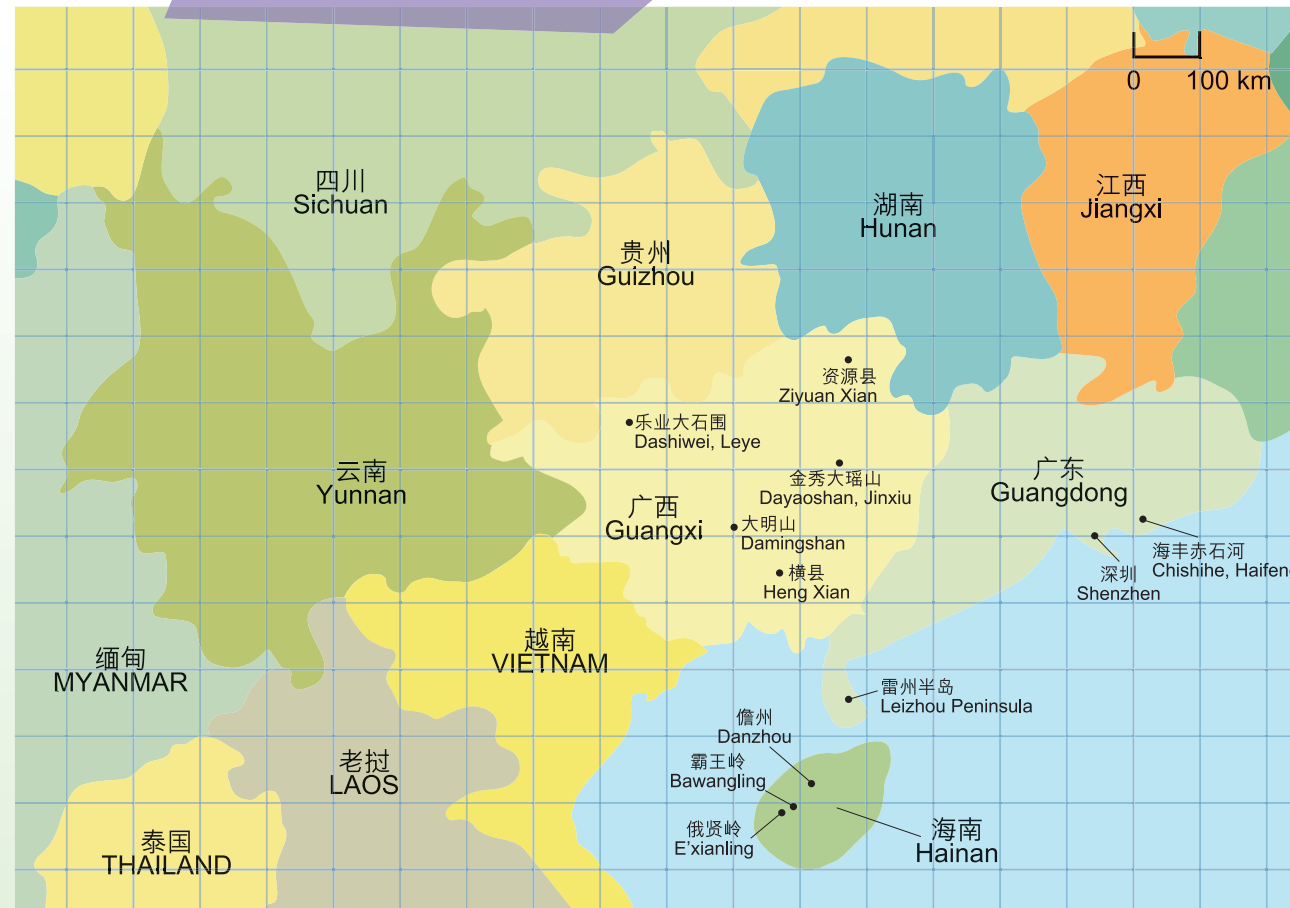 0 100 km
四川
Sichuan
江西
Jiangxi
湖南
Hunan
贵州
Guizhou
资源县
Ziyuan Xian
乐业大石围
Dashiwei, Leye
云南
Yunnan
金秀大瑶山
Dayaoshan, Jinxiu
广东
Guangdong
广西
Guangxi
大明山
Damingshan
海丰赤石河
Chishihe, Haifen
深圳
Shenzhen
横县
Heng Xian
越南
VIETNAM
缅甸
MYANMAR
雷州半岛
Leizhou Peninsula
儋州
Danzhou
霸王岭
Bawangling
老挝
LAOS
俄贤岭
E'xianling
海南
Hainan
泰国
THAILAND